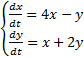 dx/dt = 4x − y
dy/dt = x + 2y